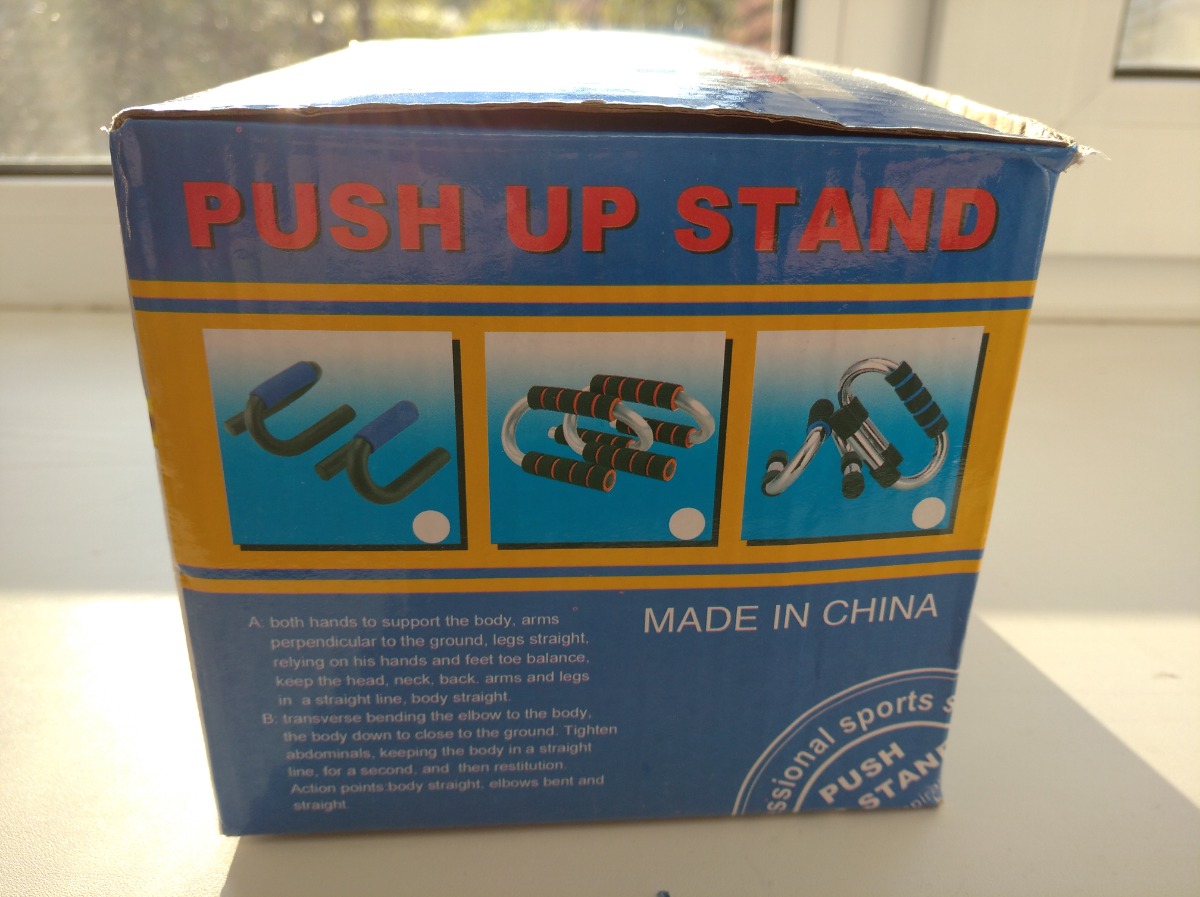 PUSH UP STAND
A: both hands to support the body, arms
perpendicular to the ground, legs straight,
relying on his hands and feet toe balance,
keep the head, neck, back. arms and legs
in a straight line, body straight.
B: transverse bending the elbow to the body,
the body down to close to the ground. Tighten
abdominals, keeping the body in a straight
line, for a second, and then restitution.
Action points:body straight, elbows bent and
straight.
MADE IN CHINA
ssional sports s
PUSH
STAN